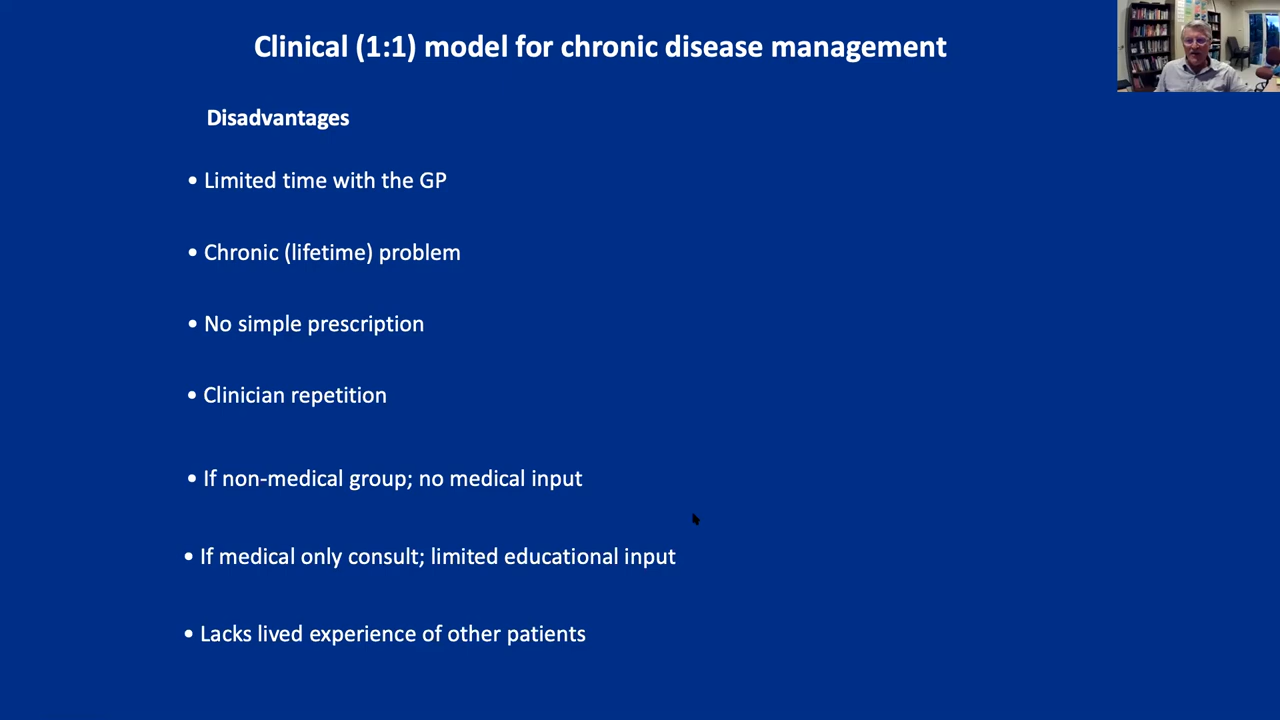 Clinical (1:1) model for chronic disease management
Disadvantages
• Limited time with the GP
• Chronic (lifetime) problem
• No simple prescription
• Clinician repetition
• If non-medical group; no medical input
• If medical only consult; limited educational input
• Lacks lived experience of other patients